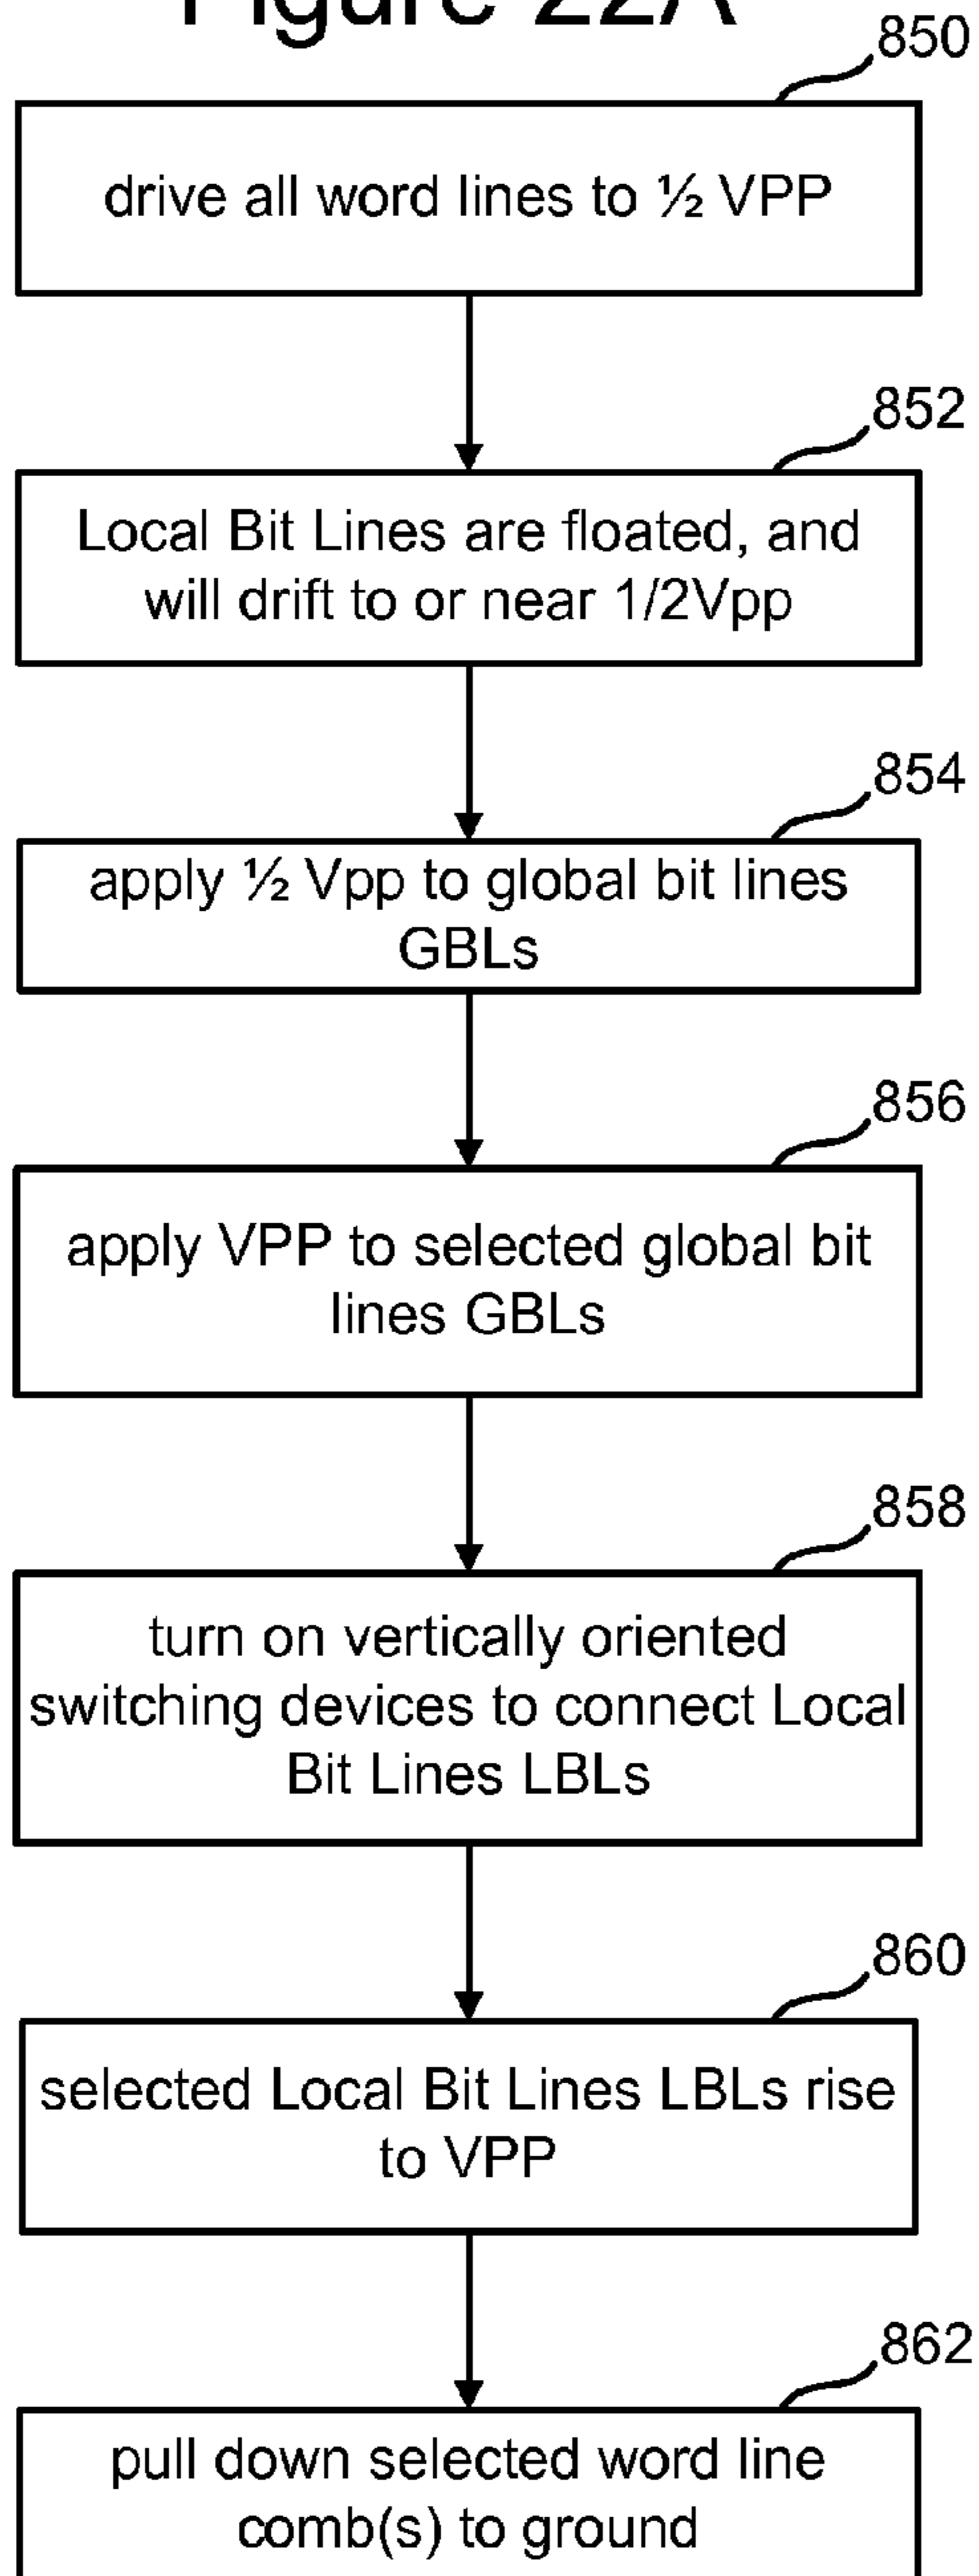 Figure 22A
850
drive all word lines to ½ VPP
852
Local Bit Lines are floated, and
will drift to or near 1/2Vpp
854
apply ½ Vpp to global bit lines
GBLs
856
apply VPP to selected global bit
lines GBLs
858
turn on vertically oriented
switching devices to connect Local
Bit Lines LBLs
860
selected Local Bit Lines LBLs rise
to VPP
862
pull down selected word line
comb(s) to ground